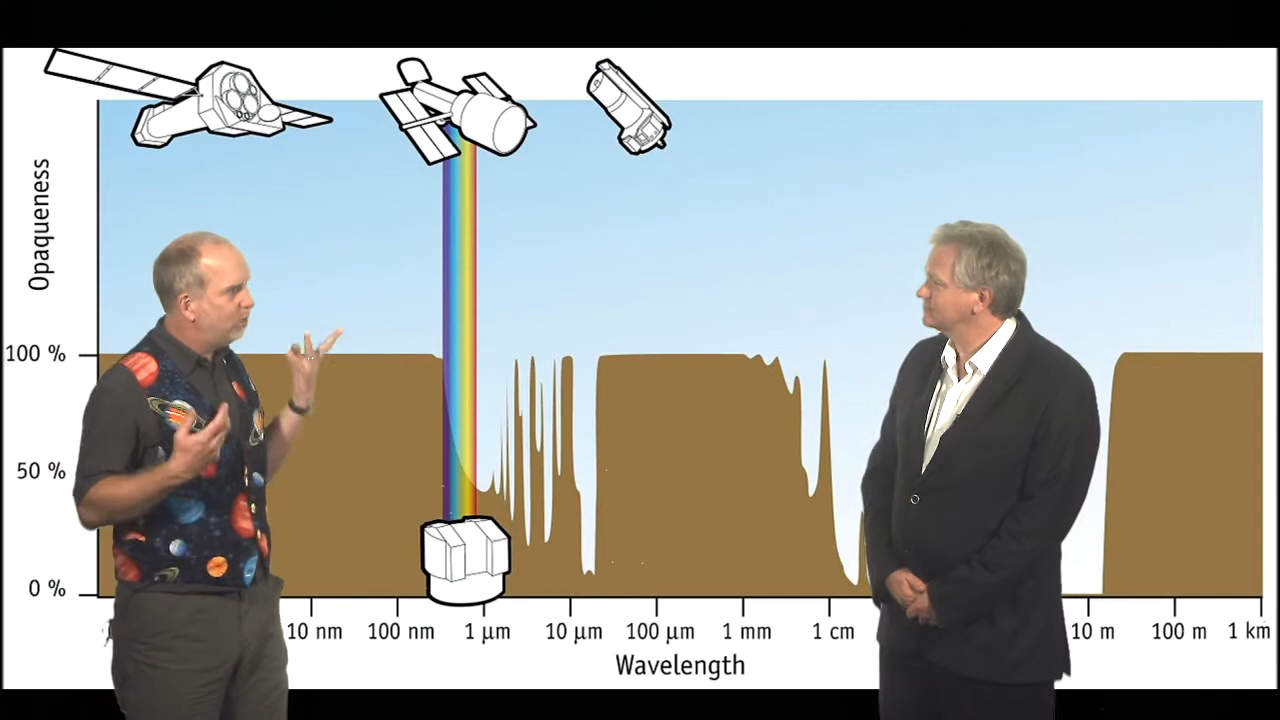 Opaqueness
100 %
50 %
0 %
10 nm 100 nm 1 μm 10 μm 100 μm 1 mm 1 cm 10 m 100 m 1 km
Wavelength